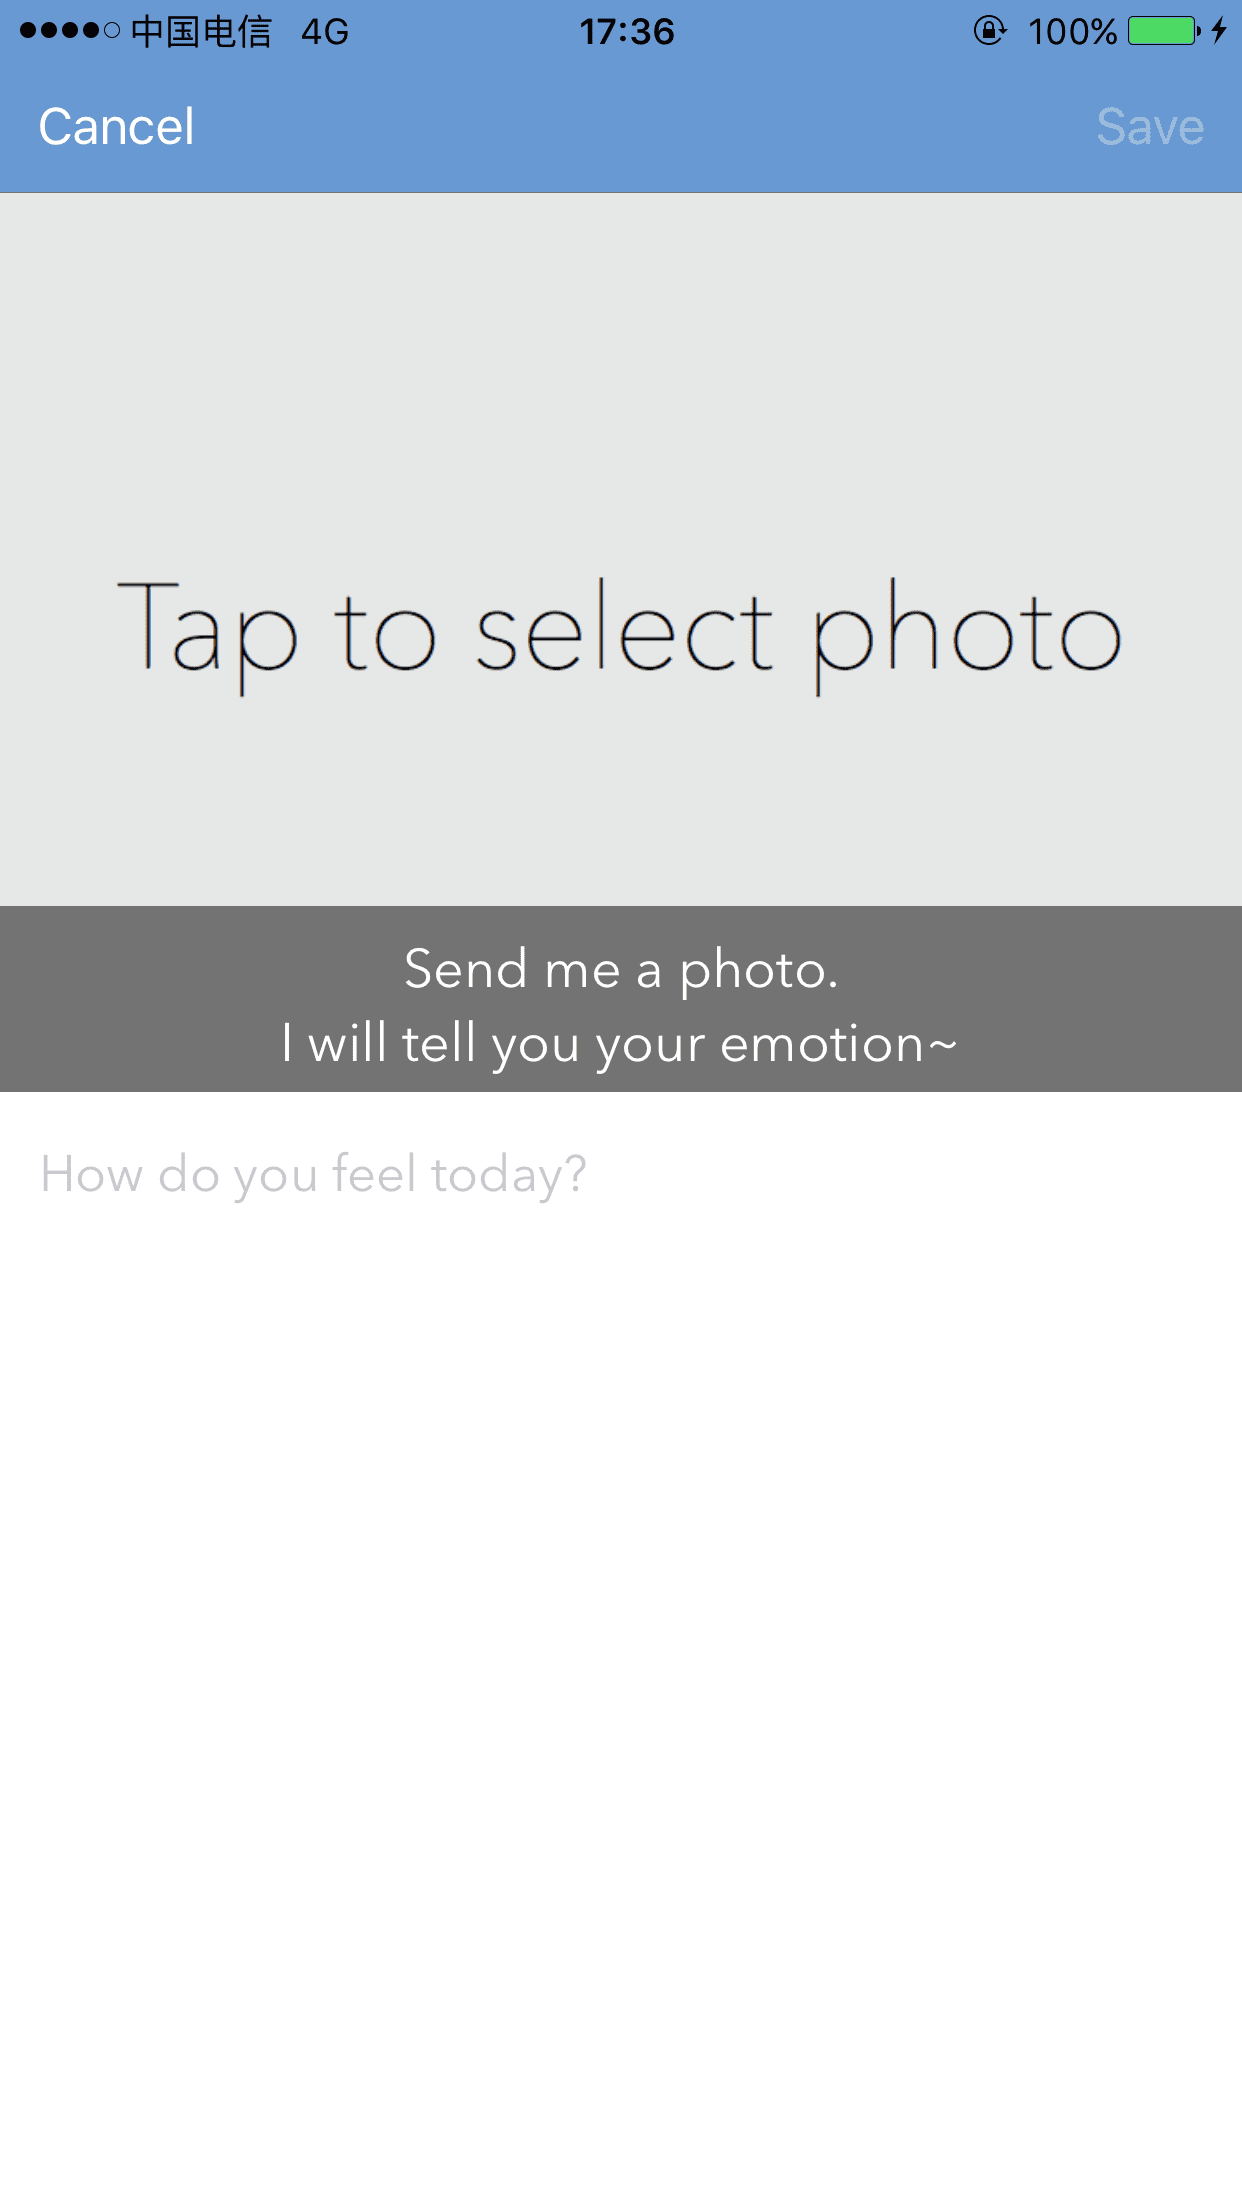 中国电信 4G 17:36 100%
Cancel Save
Tap to select photo
Send me a photo.
I will tell you your emotion~
How do you feel today?